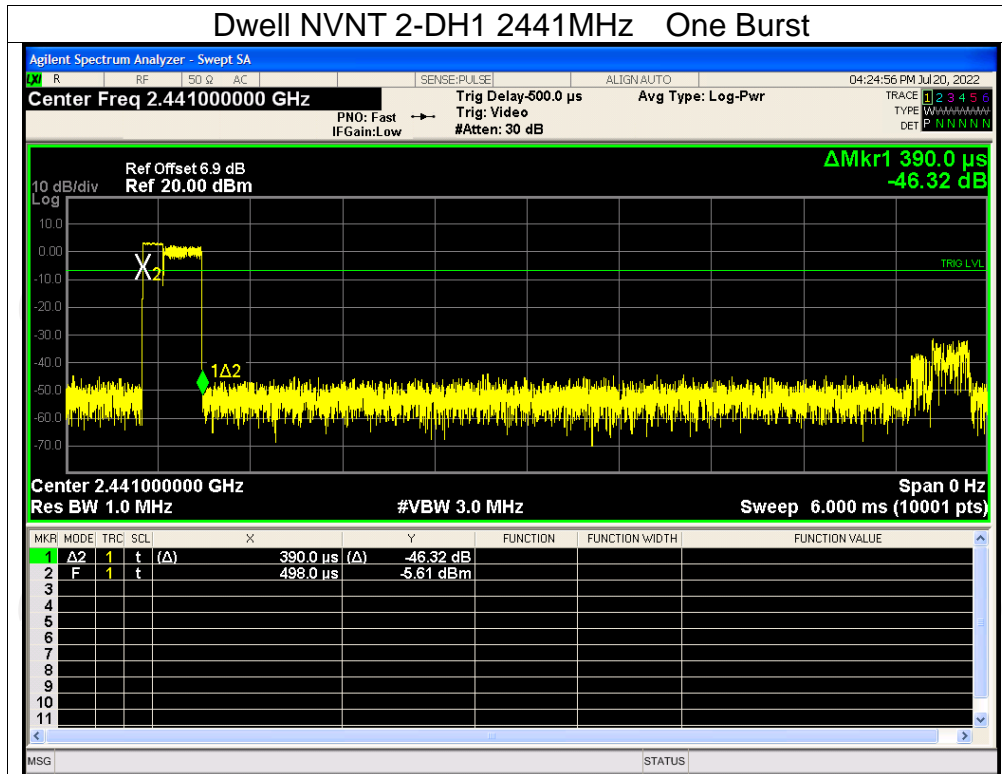 Dwell NVNT 2-DH1 2441MHz One Burst
Agilent Spectrum Analyzer - Swept SA
LXI R RF 50 Ω AC SENSE:PULSE ALIGN AUTO 04:24:56 PM Jul 20, 2022
Center Freq 2.441000000 GHz
Trig Delay-500.0 µs Avg Type: Log-Pwr TRACE 1 2 3 4 5 6
PNO: Fast Trig: Video TYPE WWWWWW
IFGain:Low #Atten: 30 dB DET P N N N N N
ΔMkr1 390.0 µs
-46.32 dB
Ref Offset 6.9 dB
10 dB/div Ref 20.00 dBm
Log
10.0
0.00
TRIG LVL
X 2
-10.0
-20.0
-30.0
-40.0
1Δ2
-50.0
-60.0
-70.0
Center 2.441000000 GHz Span 0 Hz
Res BW 1.0 MHz #VBW 3.0 MHz Sweep 6.000 ms (10001 pts)
MKR MODE TRC SCL X Y FUNCTION FUNCTION WIDTH FUNCTION VALUE
1 Δ2 1 t (Δ) 390.0 µs (Δ) -46.32 dB
2 F 1 t 498.0 µs -5.61 dBm
3
4
5
6
7
8
9
10
11
MSG STATUS